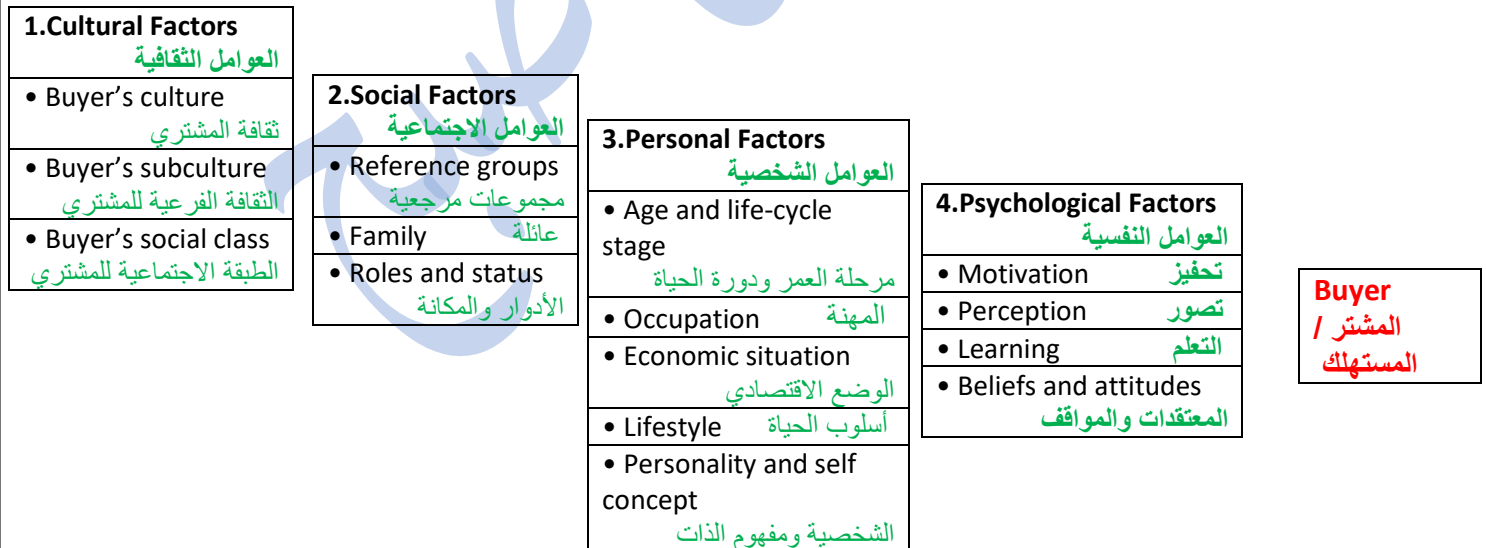 1.Cultural Factors
العوامل الثقافية
• Buyer’s culture
ثقافة المشتري
• Buyer’s subculture
الثقافة الفرعية للمشتري
• Buyer’s social class
الطبقة الاجتماعية للمشتري
2.Social Factors
العوامل الاجتماعية
• Reference groups
مجموعات مرجعية
• Family عائلة
• Roles and status
الأدوار والمكانة
3.Personal Factors
العوامل الشخصية
• Age and life-cycle
stage
مرحلة العمر ودورة الحياة
• Occupation المهنة
• Economic situation
الوضع الاقتصادي
• Lifestyle أسلوب الحياة
• Personality and self
concept
الشخصية ومفهوم الذات
4.Psychological Factors
العوامل النفسية
• Motivation تحفيز
• Perception تصور
• Learning التعلم
• Beliefs and attitudes
المعتقدات والمواقف
Buyer
المشتر /
المستهلك